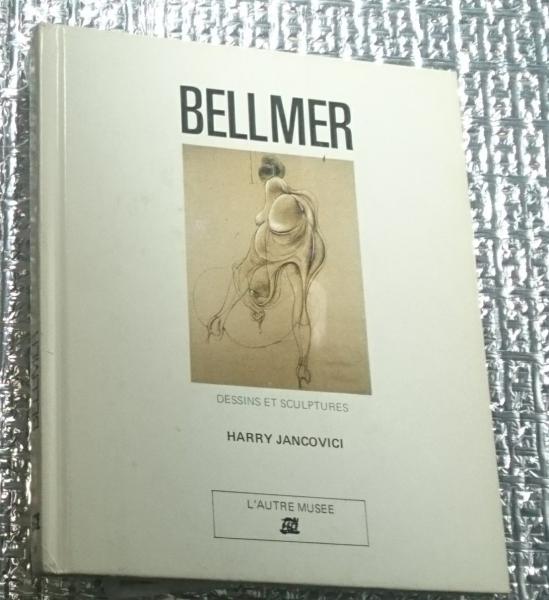 BELLMER
DESSINS ET SCULPTURES
HARRY JANCOVICI
L'AUTRE MUSEE